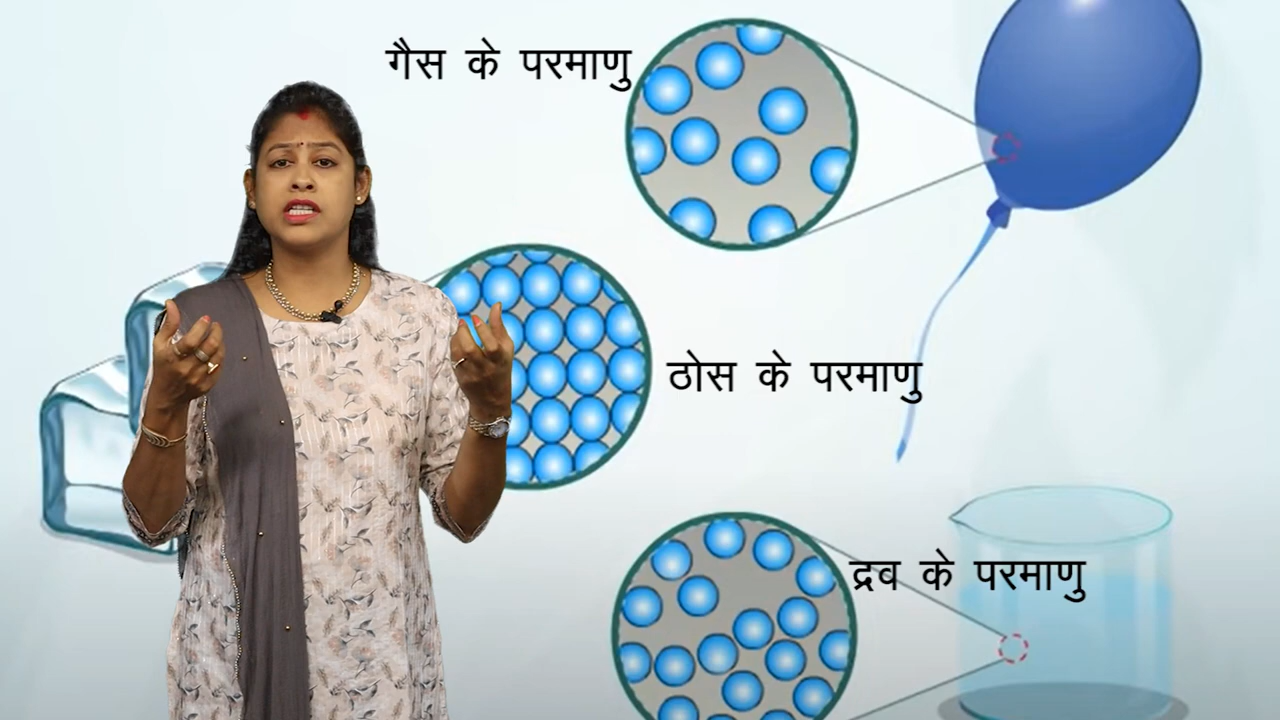 गैस के परमाणु
ठोस के परमाणु
द्रव के परमाणु